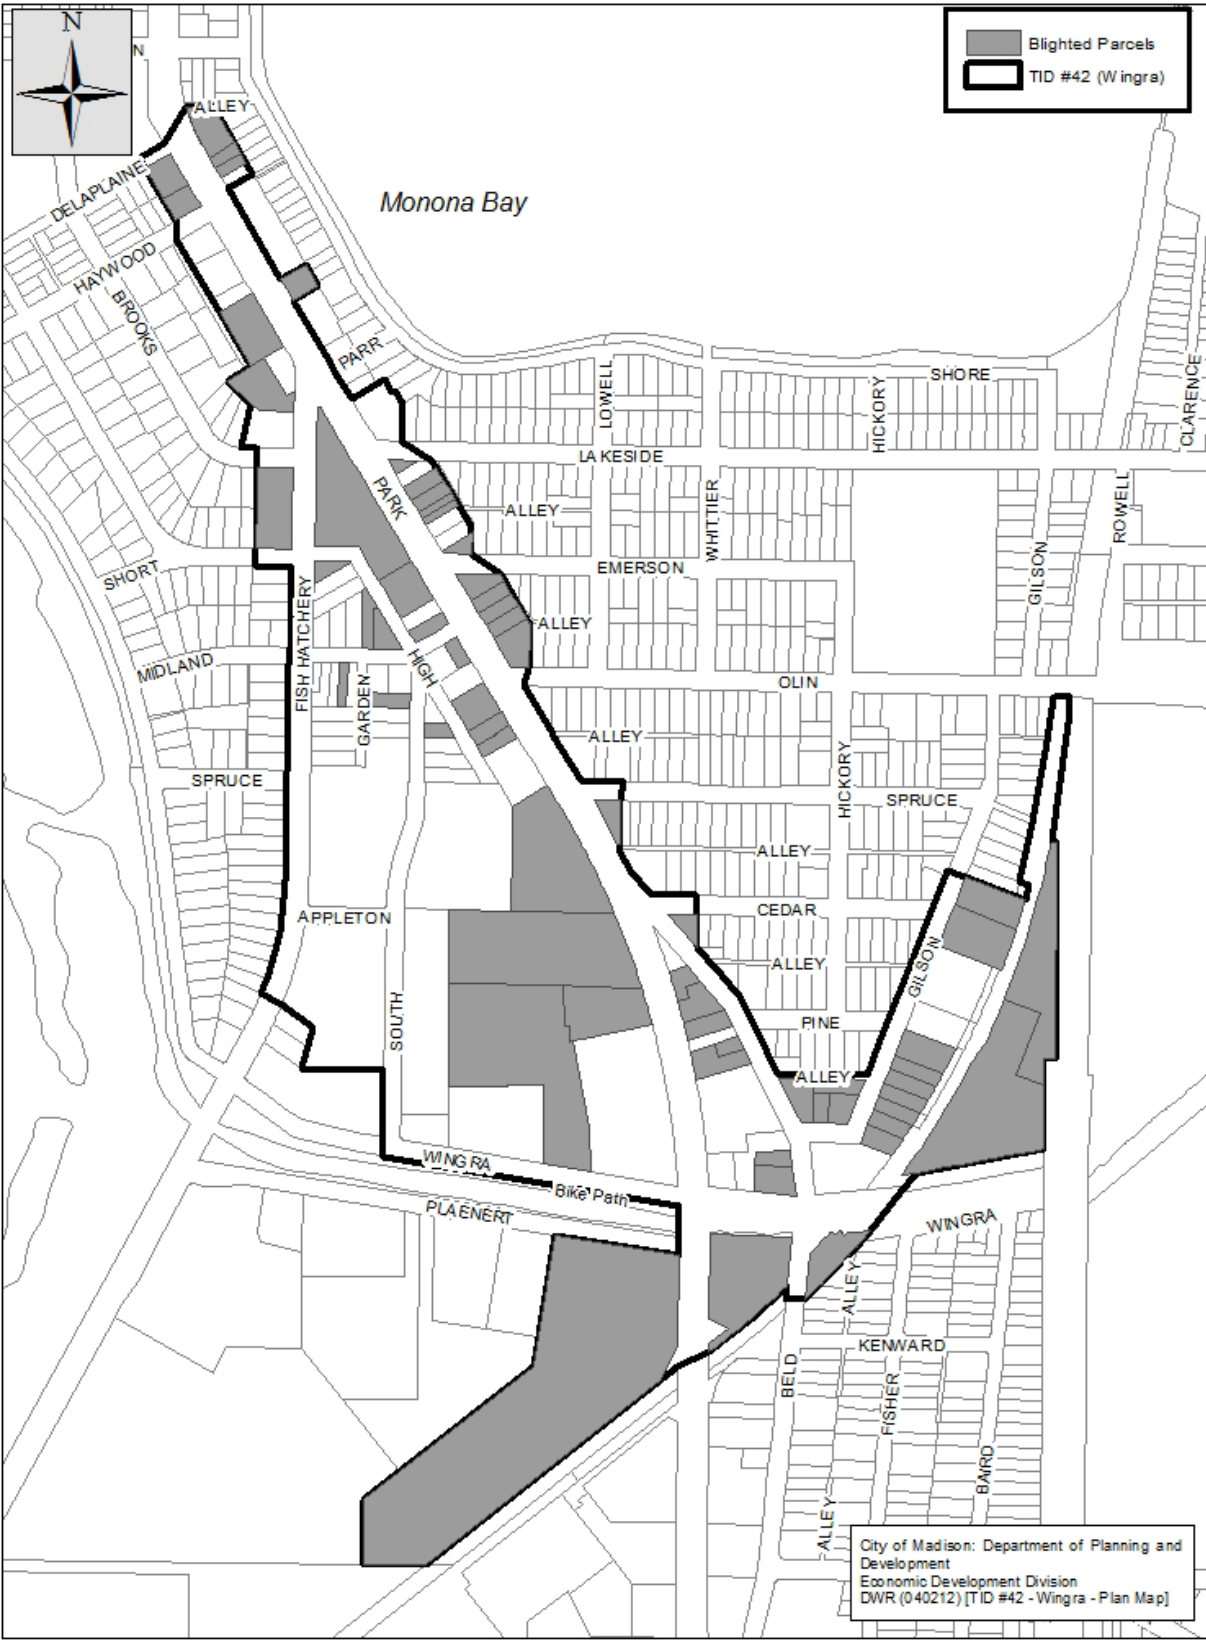 N
N
Blighted Parcels
TID #42 (Wingra)
ALLEY
DELAPLAINE
Monona Bay
HAYWOOD
BROOKS
PARR
SHORE
LOWELL
HICKORY
CLARENCE
LAKESIDE
PARK
ALLEY
WHITTIER
ROWELL
SHORT
EMERSON
GILSON
FISH HATCHERY
ALLEY
MIDLAND
HIGH
GARDEN
OLIN
ALLEY
HICKORY
SPRUCE
SPRUCE
ALLEY
APPLETON
CEDAR
ALLEY
GILSON
SOUTH
PINE
ALLEY
WINGRA
Bike Path
PLAENERT
WINGRA
ALLEY
KENWARD
BELD
FISHER
BAIRD
ALLEY
City of Madison: Department of Planning and
Development
Economic Development Division
DWR (040212) [TID #42 - Wingra - Plan Map]